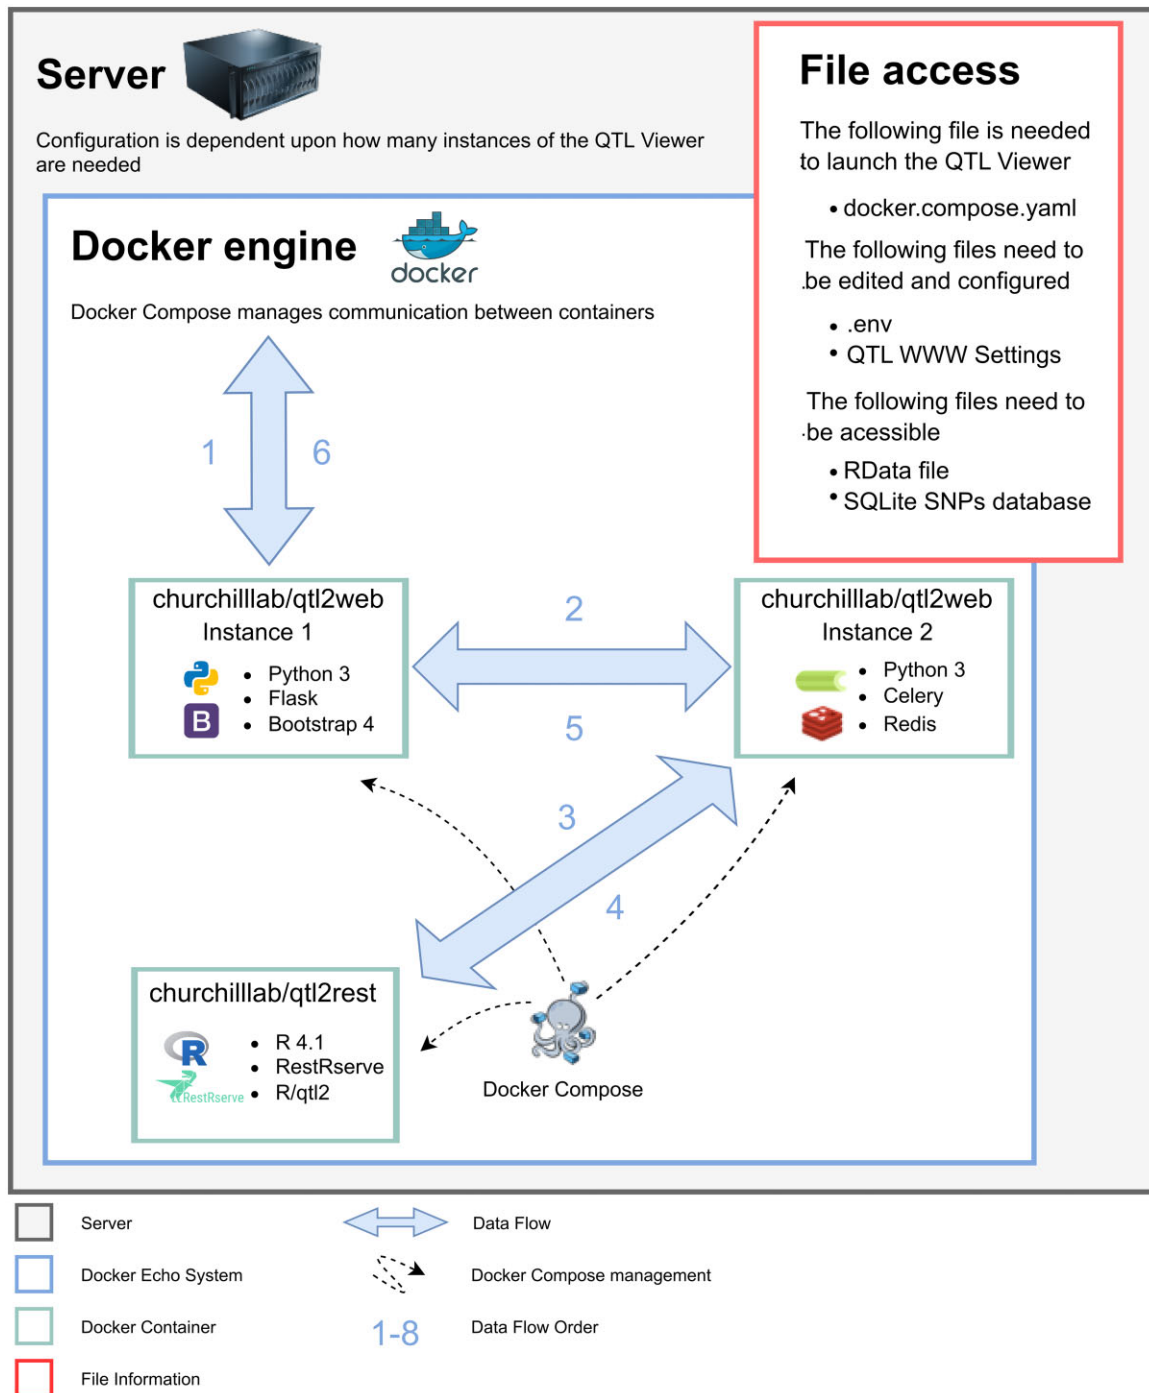 Server
Configuration is dependent upon how many instances of the QTL Viewer
are needed
File access
The following file is needed
to launch the QTL Viewer
• docker.compose.yaml
The following files need to
be edited and configured
• .env
• QTL WWW Settings
The following files need to
be acessible
• RData file
• SQLite SNPs database
Docker engine
docker
Docker Compose manages communication between containers
1
6
churchilllab/qtl2web
Instance 1
• Python 3
• Flask
B
• Bootstrap 4
2
5
churchilllab/qtl2web
Instance 2
• Python 3
• Celery
• Redis
3
4
churchilllab/qtl2rest
R
• R 4.1
• RestRserve
RestRserve
• R/qtl2
Docker Compose
Server
Data Flow
Docker Echo System
Docker Compose management
Docker Container
1-8
Data Flow Order
File Information